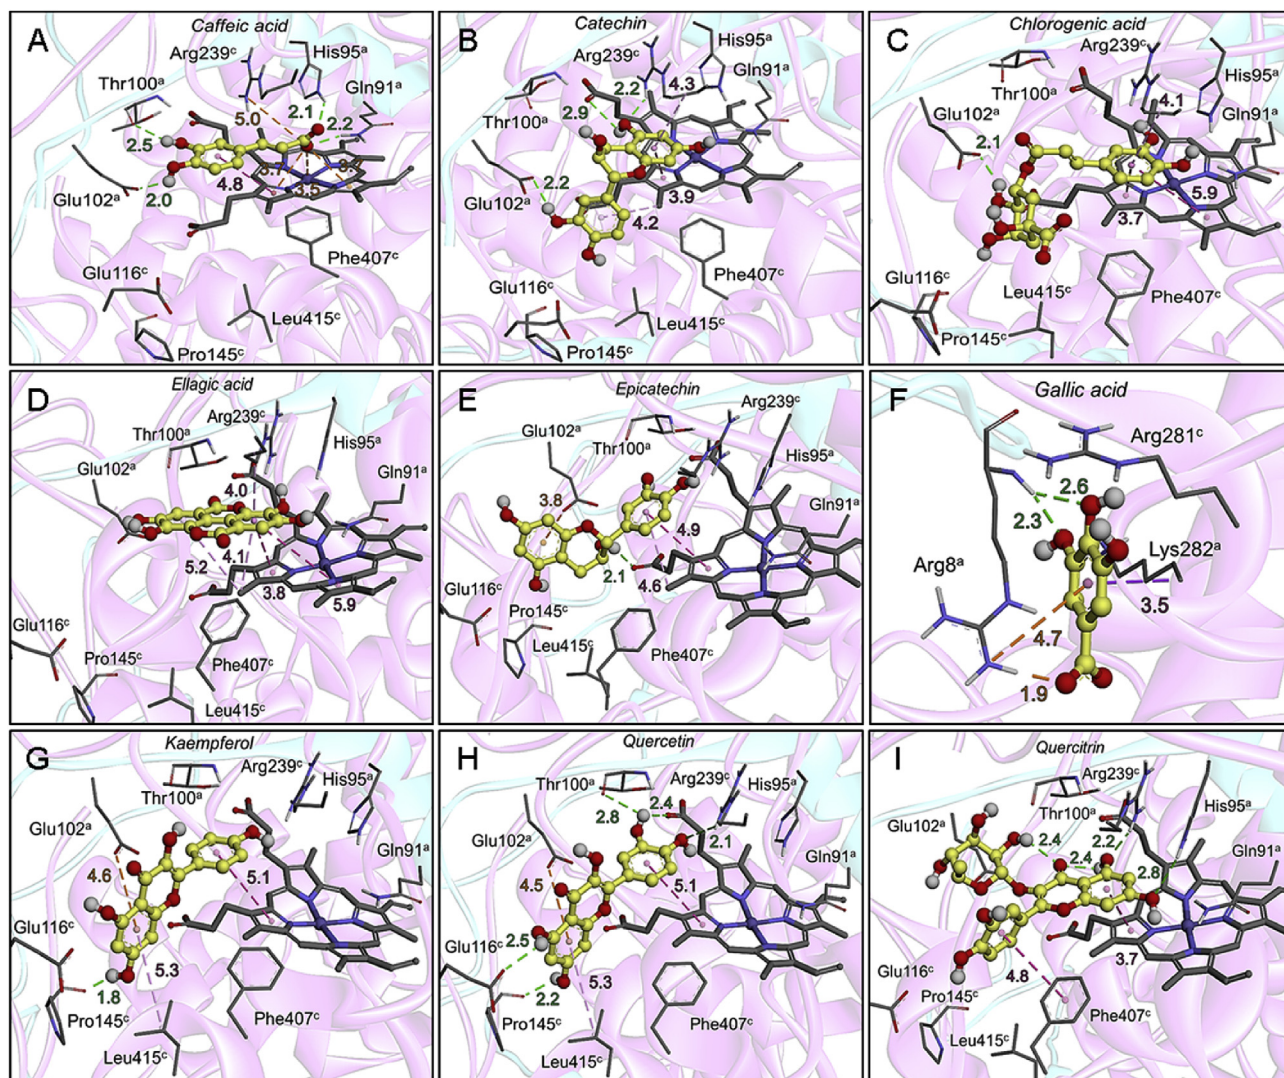 A
Caffeic acid
Arg239ᶜ
His95ᵃ
Thr100ᵃ
Gln91ᵃ
5.0
2.1
2.2
2.5
3.7
4.8
3.5
Glu102ᵃ
2.0
Phe407ᶜ
Glu116ᶜ
Leu415ᶜ
Pro145ᶜ
B
Catechin
Arg239ᶜ
His95ᵃ
2.2
4.3
Gln91ᵃ
2.9
Thr100ᵃ
2.2
Glu102ᵃ
3.9
4.2
Phe407ᶜ
Glu116ᶜ
Leu415ᶜ
Pro145ᶜ
C
Chlorogenic acid
Arg239ᶜ
His95ᵃ
Thr100ᵃ
4.1
Gln91ᵃ
Glu102ᵃ
2.1
5.9
3.7
Glu116ᶜ
Leu415ᶜ
Phe407ᶜ
Pro145ᶜ
D
Ellagic acid
Arg239ᶜ
Thr100ᵃ
His95ᵃ
Glu102ᵃ
4.0
Gln91ᵃ
4.1
5.2
3.8
5.9
Glu116ᶜ
Phe407ᶜ
Pro145ᶜ
Leu415ᶜ
E
Epicatechin
Arg239ᶜ
Glu102ᵃ
Thr100ᵃ
His95ᵃ
3.8
Gln91ᵃ
4.9
2.1
4.6
Glu116ᶜ
Pro145ᶜ
Leu415ᶜ
Phe407ᶜ
F
Gallic acid
Arg281ᶜ
2.6
2.3
Lys282ᵃ
Arg8ᵃ
3.5
4.7
1.9
G
Kaempferol
His95ᵃ
Thr100ᵃ
Arg239ᶜ
Glu102ᵃ
Gln91ᵃ
4.6
5.1
Glu116ᶜ
5.3
1.8
Pro145ᶜ
Phe407ᶜ
Leu415ᶜ
H
Quercetin
Thr100ᵃ
Arg239ᶜ
His95ᵃ
2.4
2.8
Glu102ᵃ
2.1
Gln91ᵃ
4.5
5.1
Glu116ᶜ
2.5
5.3
2.2
Pro145ᶜ
Phe407ᶜ
Leu415ᶜ
I
Quercitrin
Arg239ᶜ
His95ᵃ
Thr100ᵃ
Glu102ᵃ
2.4
2.2
2.4
2.8
Gln91ᵃ
3.7
4.8
Glu116ᶜ
Pro145ᶜ
Phe407ᶜ
Leu415ᶜ